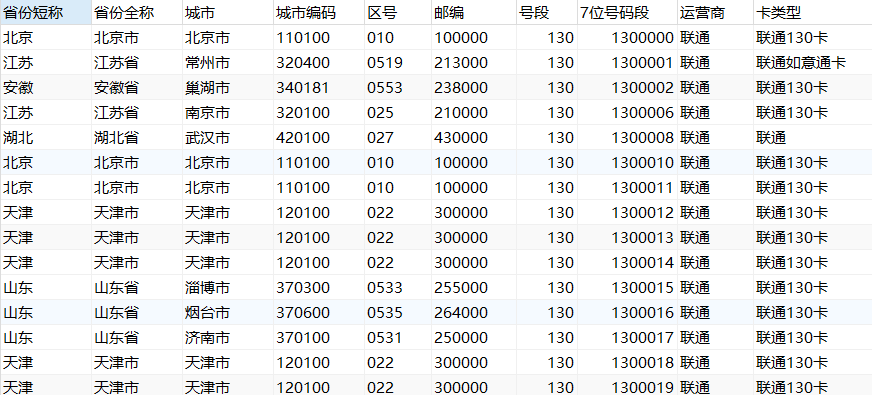 省份短称 省份全称 城市 城市编码 区号 邮编 号段 7位号码段 运营商 卡类型
北京 北京市 北京市 110100 010 100000 130 1300000 联通 联通130卡
江苏 江苏省 常州市 320400 0519 213000 130 1300001 联通 联通如意通卡
安徽 安徽省 巢湖市 340181 0553 238000 130 1300002 联通 联通130卡
江苏 江苏省 南京市 320100 025 210000 130 1300006 联通 联通130卡
湖北 湖北省 武汉市 420100 027 430000 130 1300008 联通 联通
北京 北京市 北京市 110100 010 100000 130 1300010 联通 联通130卡
北京 北京市 北京市 110100 010 100000 130 1300011 联通 联通130卡
天津 天津市 天津市 120100 022 300000 130 1300012 联通 联通130卡
天津 天津市 天津市 120100 022 300000 130 1300013 联通 联通130卡
天津 天津市 天津市 120100 022 300000 130 1300014 联通 联通130卡
山东 山东省 淄博市 370300 0533 255000 130 1300015 联通 联通130卡
山东 山东省 烟台市 370600 0535 264000 130 1300016 联通 联通130卡
山东 山东省 济南市 370100 0531 250000 130 1300017 联通 联通130卡
天津 天津市 天津市 120100 022 300000 130 1300018 联通 联通130卡
天津 天津市 天津市 120100 022 300000 130 1300019 联通 联通130卡